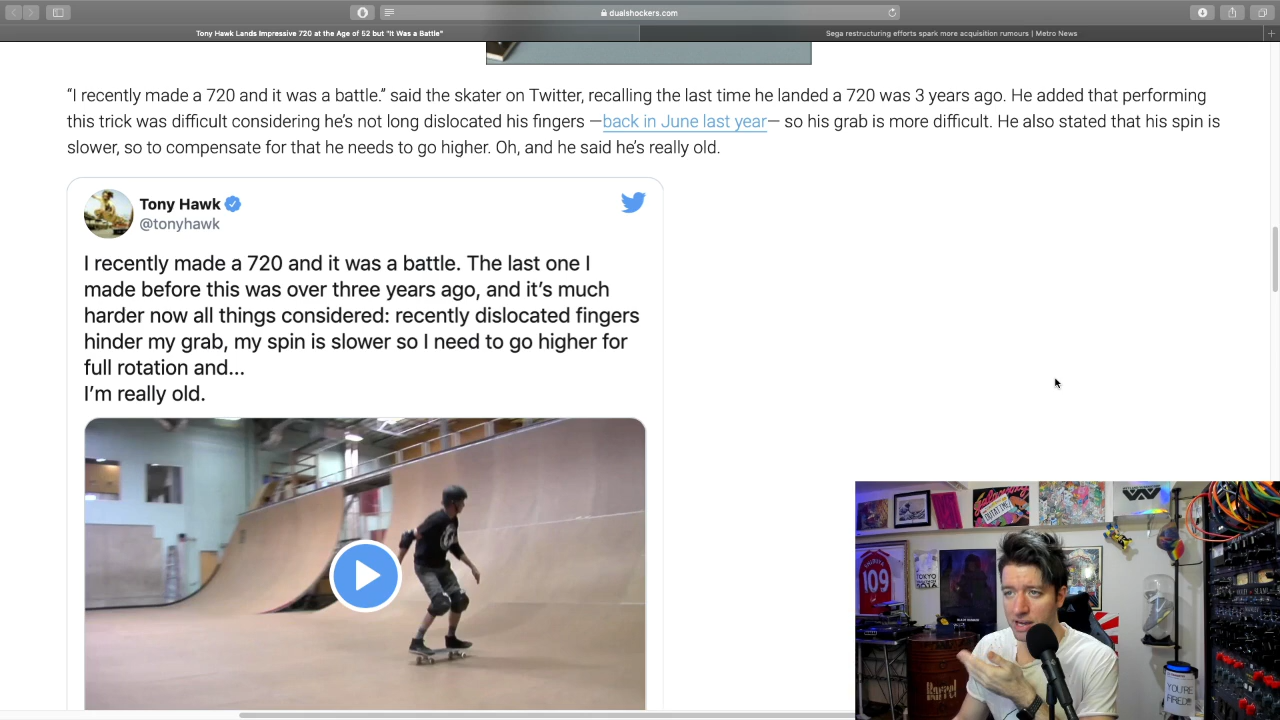 dualshockers.com
Tony Hawk Lands Impressive 720 at the Age of 52 but "It Was a Battle"
Sega restructuring efforts spark more acquisition rumours | Metro News
“I recently made a 720 and it was a battle.” said the skater on Twitter, recalling the last time he landed a 720 was 3 years ago. He added that performing
this trick was difficult considering he’s not long dislocated his fingers —back in June last year— so his grab is more difficult. He also stated that his spin is
slower, so to compensate for that he needs to go higher. Oh, and he said he’s really old.
Tony Hawk
@tonyhawk
I recently made a 720 and it was a battle. The last one I
made before this was over three years ago, and it’s much
harder now all things considered: recently dislocated fingers
hinder my grab, my spin is slower so I need to go higher for
full rotation and...
I’m really old.
109
TOKYO
YOU'RE
FIRED!